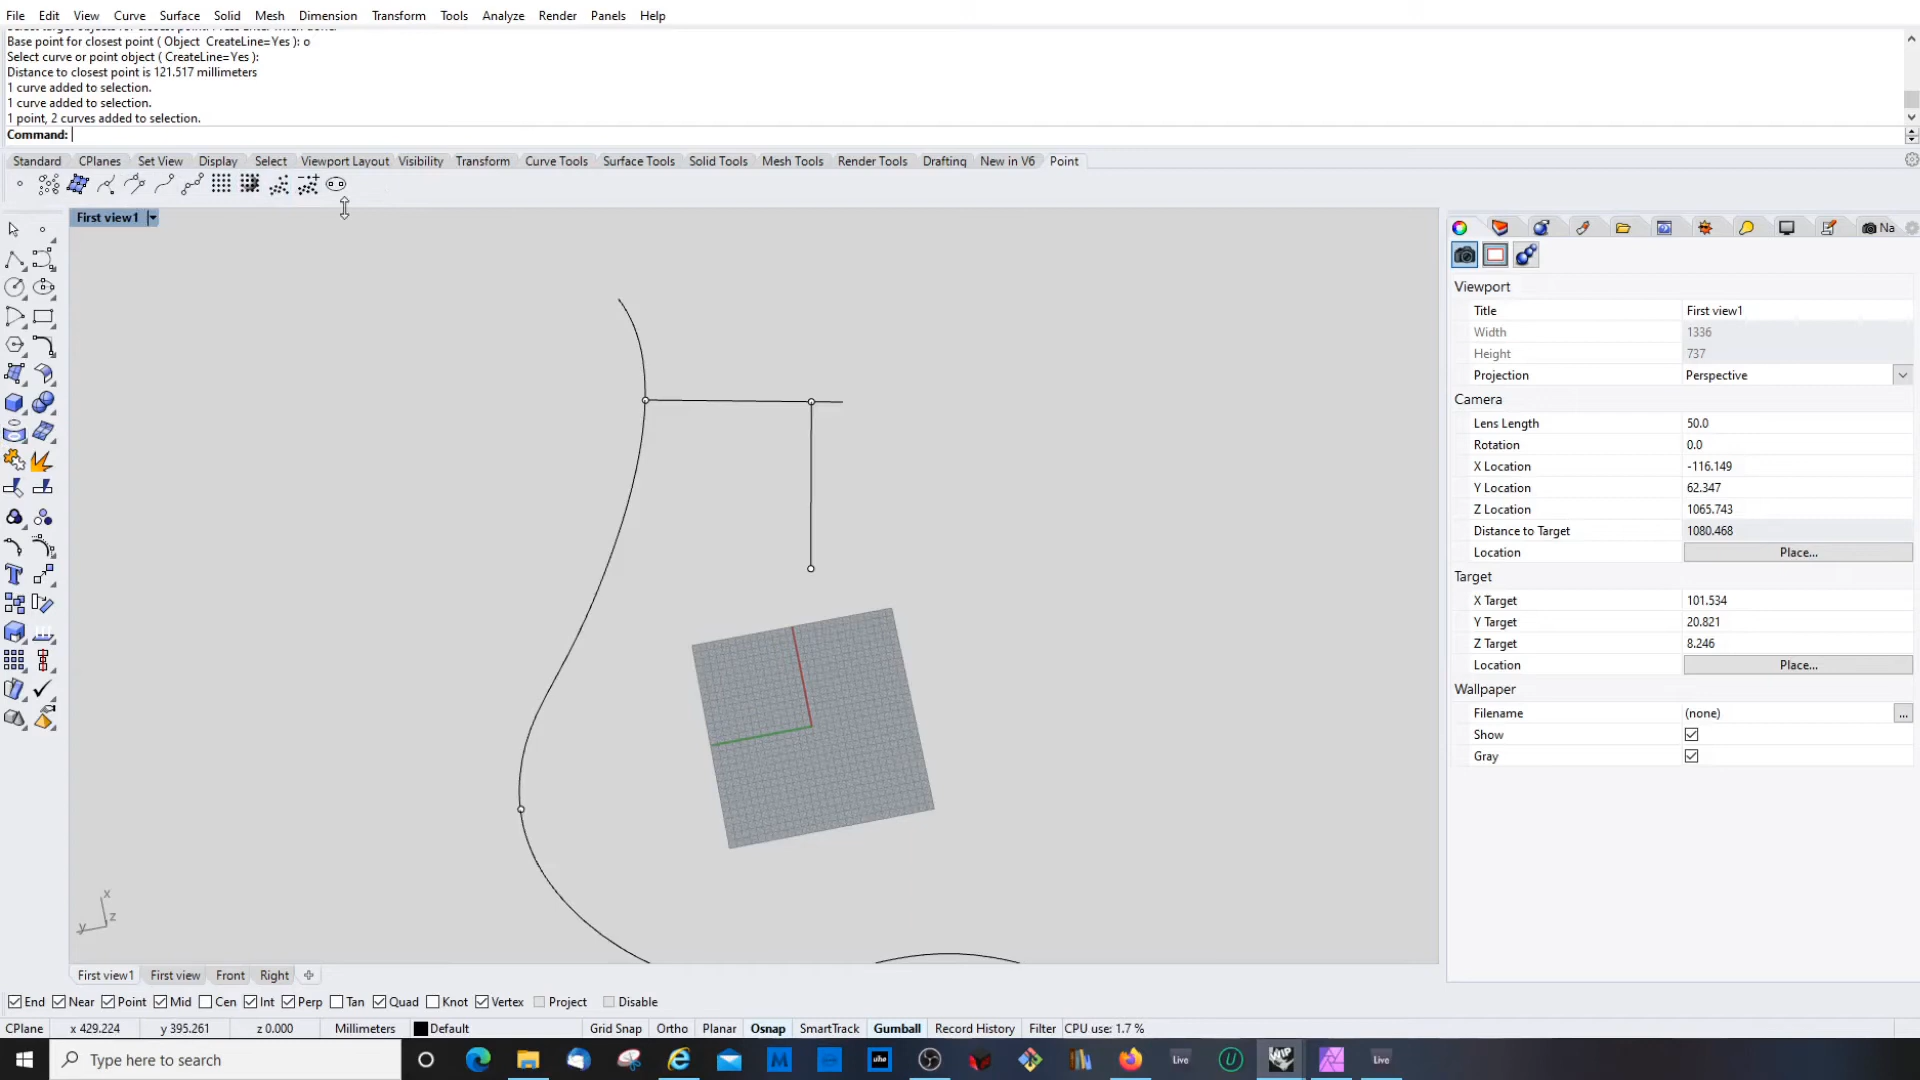 File Edit View Curve Surface Solid Mesh Dimension Transform Tools Analyze Render Panels Help
Base point for closest point ( Object CreateLine=Yes ): o
Select curve or point object ( CreateLine=Yes ):
Distance to closest point is 121.517 millimeters
1 curve added to selection.
1 curve added to selection.
1 point, 2 curves added to selection.
Command:
Standard CPlanes Set View Display Select Viewport Layout Visibility Transform Curve Tools Surface Tools Solid Tools Mesh Tools Render Tools Drafting New in V6 Point
First view1
Na
Viewport
Title First view1
Width 1336
Height 737
Projection Perspective
Camera
Lens Length 50.0
Rotation 0.0
X Location -116.149
Y Location 62.347
Z Location 1065.743
Distance to Target 1080.468
Location Place...
Target
X Target 101.534
Y Target 20.821
Z Target 8.246
Location Place...
Wallpaper
Filename (none) ...
Show
Gray
x
z
y
First view1 First view Front Right
End Near Point Mid Cen Int Perp Tan Quad Knot Vertex Project Disable
CPlane x 429.224 y 395.261 z 0.000 Millimeters Default Grid Snap Ortho Planar Osnap SmartTrack Gumball Record History Filter CPU use: 1.7 %
Type here to search
uhe
Live
Live